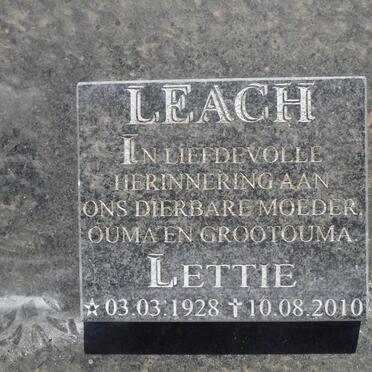 LEACH
IN LIEFDEVOLLE
HERINNERING AAN
ONS DIERBARE MOEDER,
OUMA EN GROOTOUMA
LETTIE
☆ 03.03.1928 ✝ 10.08.2010